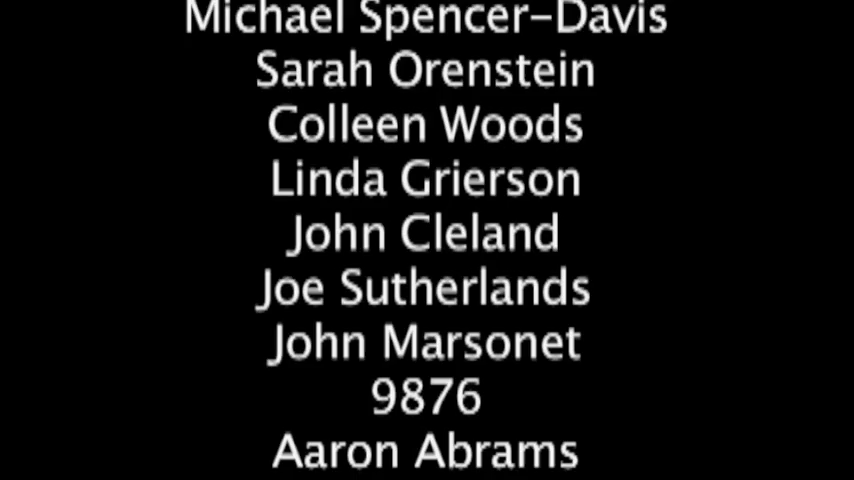 Michael Spencer-Davis
Sarah Orenstein
Colleen Woods
Linda Grierson
John Cleland
Joe Sutherlands
John Marsonet
9876
Aaron Abrams